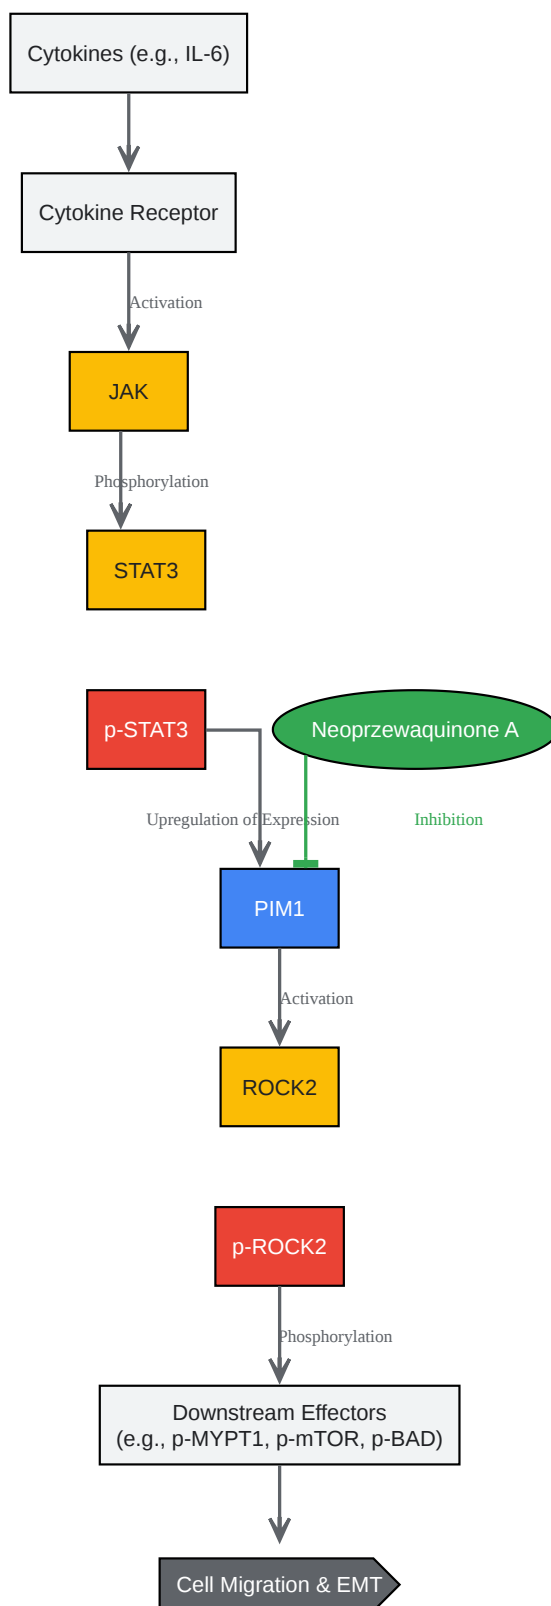 Cytokines (e.g., IL-6)
Cytokine Receptor
Activation
JAK
Phosphorylation
STAT3
p-STAT3
Neoprzewaquinone A
Upregulation of Expression
Inhibition
PIM1
Activation
ROCK2
p-ROCK2
Phosphorylation
Downstream Effectors
(e.g., p-MYPT1, p-mTOR, p-BAD)
Cell Migration & EMT